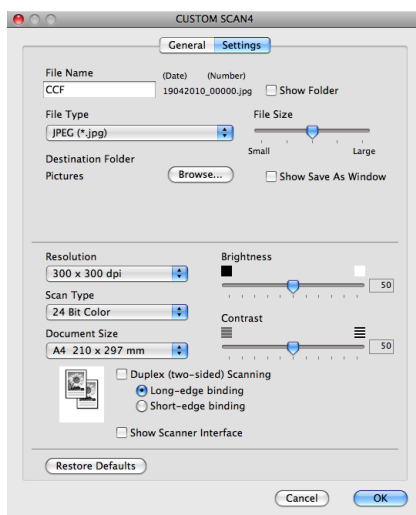 CUSTOM SCAN4
General Settings
File Name
(Date) (Number)
CCF
19042010_00000.jpg
Show Folder
File Type
File Size
JPEG (*.jpg)
Small Large
Destination Folder
Pictures
Browse...
Show Save As Window
Resolution
Brightness
300 x 300 dpi
50
Scan Type
24 Bit Color
Contrast
Document Size
50
A4 210 x 297 mm
Duplex (two-sided) Scanning
Long-edge binding
Short-edge binding
Show Scanner Interface
Restore Defaults
Cancel OK